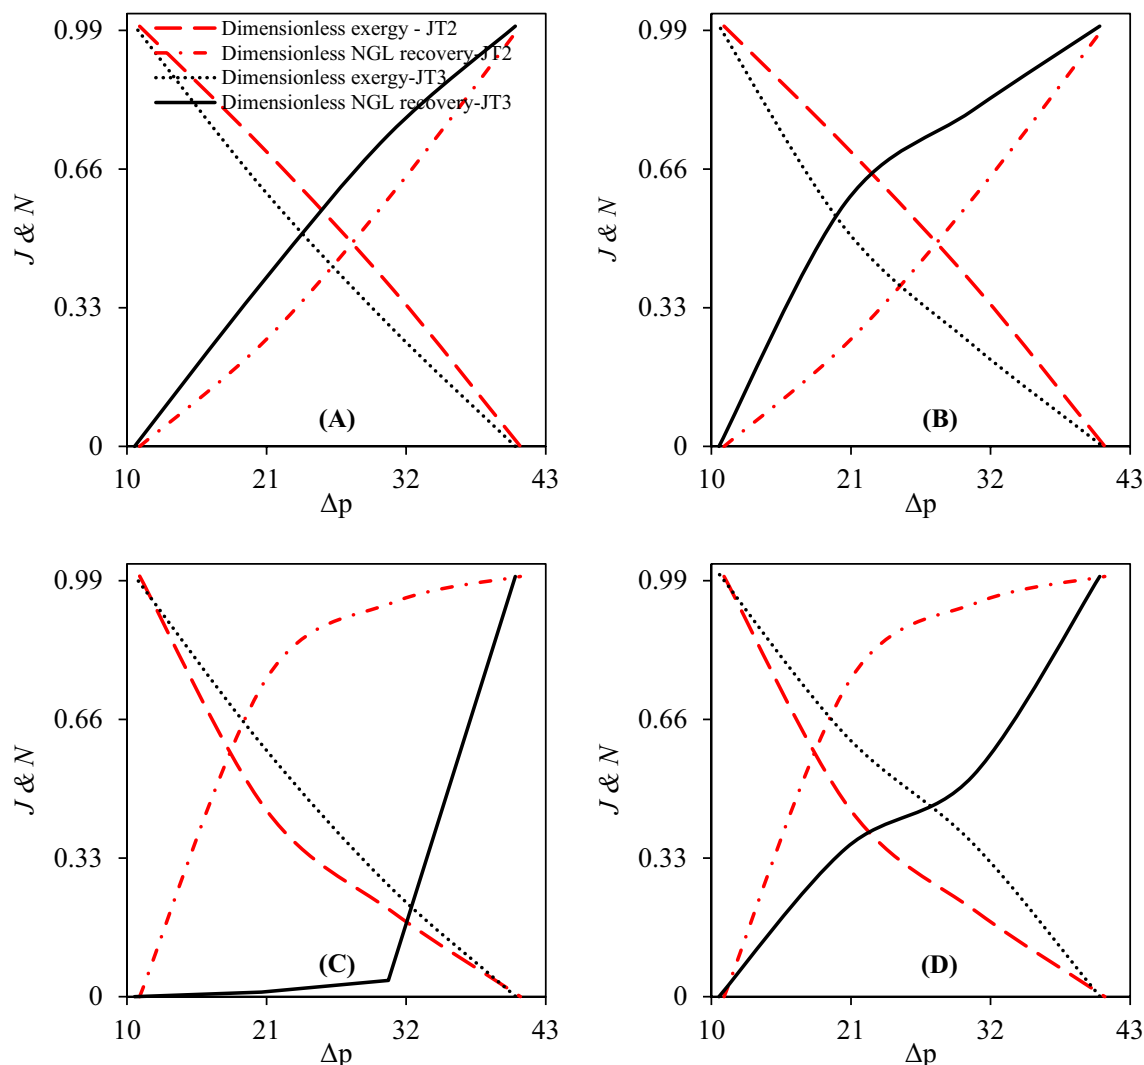 Dimensionless exergy - JT2
Dimensionless NGL recovery-JT2
Dimensionless exergy-JT3
Dimensionless NGL recovery-JT3
0.99
0.66
0.33
0
J & N
(A)
10 21 32 43
Δp
0.99
0.66
0.33
0
J & N
(B)
10 21 32 43
Δp
0.99
0.66
0.33
0
J & N
(C)
10 21 32 43
Δp
0.99
0.66
0.33
0
J & N
(D)
10 21 32 43
Δp